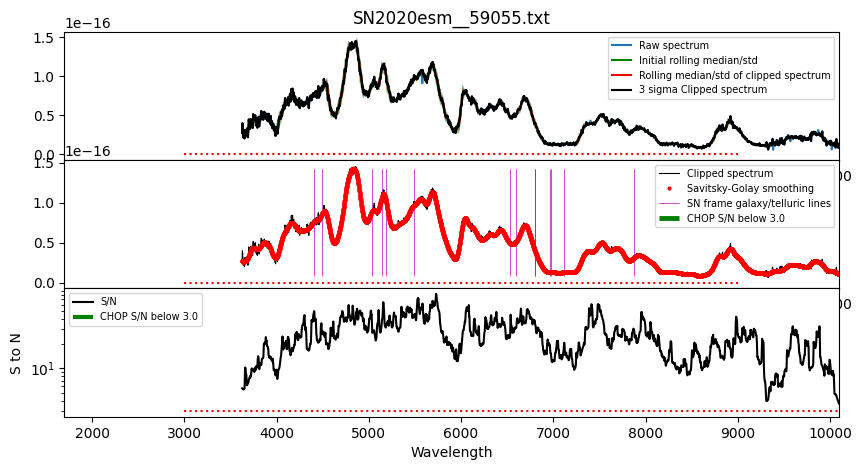 SN2020esm__59055.txt
1e−16
1.5
1.0
0.5
0.0
Raw spectrum
Initial rolling median/std
Rolling median/std of clipped spectrum
3 sigma Clipped spectrum
1e−16
1.5
1.0
0.5
0.0
Clipped spectrum
Savitsky-Golay smoothing
SN frame galaxy/telluric lines
CHOP S/N below 3.0
S to N
10^1
S/N
CHOP S/N below 3.0
2000 3000 4000 5000 6000 7000 8000 9000 10000
Wavelength